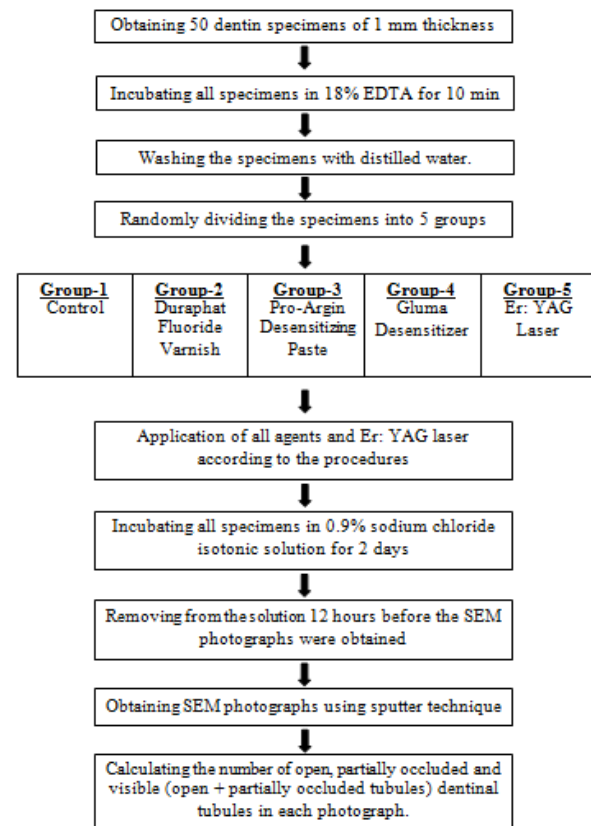 Obtaining 50 dentin specimens of 1 mm thickness
Incubating all specimens in 18% EDTA for 10 min
Washing the specimens with distilled water.
Randomly dividing the specimens into 5 groups
Group-1
Control
Group-2
Duraphat
Fluoride
Varnish
Group-3
Pro-Argin
Desensitizing
Paste
Group-4
Gluma
Desensitizer
Group-5
Er: YAG
Laser
Application of all agents and Er: YAG laser
according to the procedures
Incubating all specimens in 0.9% sodium chloride
isotonic solution for 2 days
Removing from the solution 12 hours before the SEM
photographs were obtained
Obtaining SEM photographs using sputter technique
Calculating the number of open, partially occluded and
visible (open + partially occluded tubules) dentinal
tubules in each photograph.